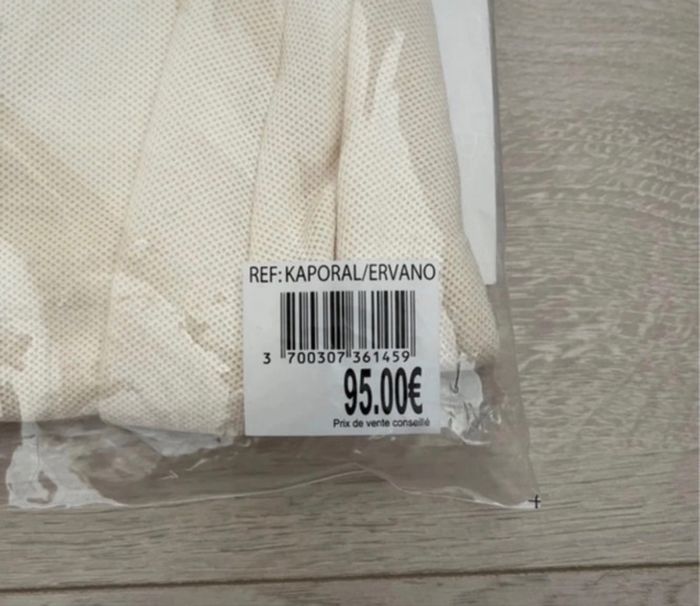 REF: KAPORAL/ERVANO
3 700307 361459
95.00€
Prix de vente conseillé